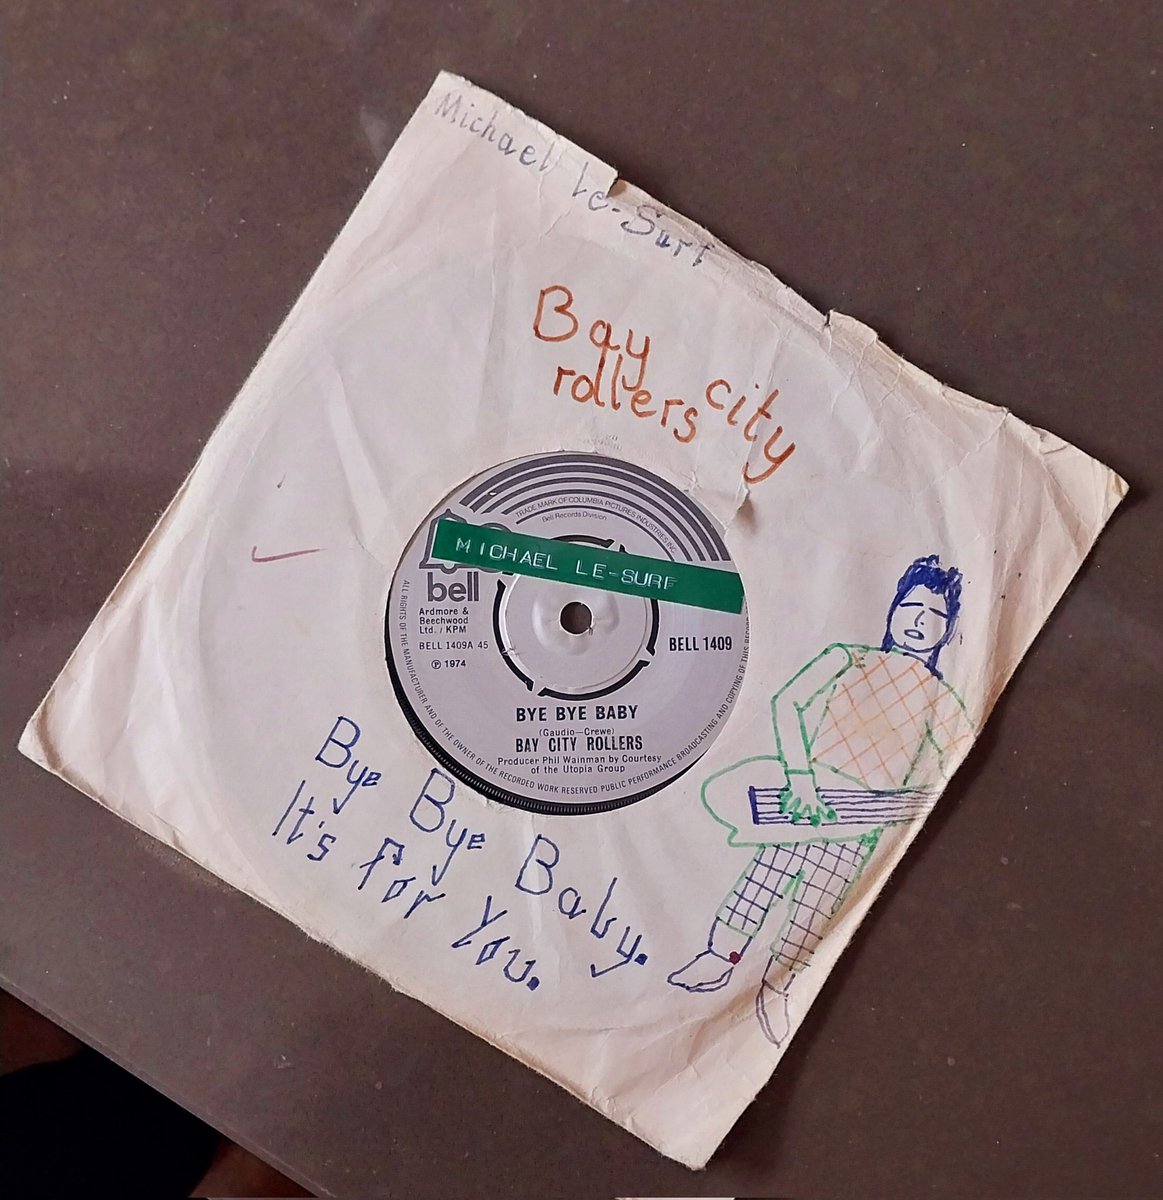 Michael Le-Surf
Bay city
rollers
TRADE MARK OF COLUMBIA PICTURES INDUSTRIES INC.
Bell Records Division
MICHAEL LE-SURF
bell
Ardmore &
Beechwood
Ltd. / KPM
BELL 1409A 45
BELL 1409
℗ 1974
BYE BYE BABY
(Gaudio—Crewe)
BAY CITY ROLLERS
Producer Phil Wainman by Courtesy
of the Utopia Group
ALL RIGHTS OF THE MANUFACTURER AND OF THE OWNER OF THE RECORDED WORK RESERVED PUBLIC PERFORMANCE BROADCASTING AND COPYING OF THIS RECORD
Bye Bye Baby.
It's for You.